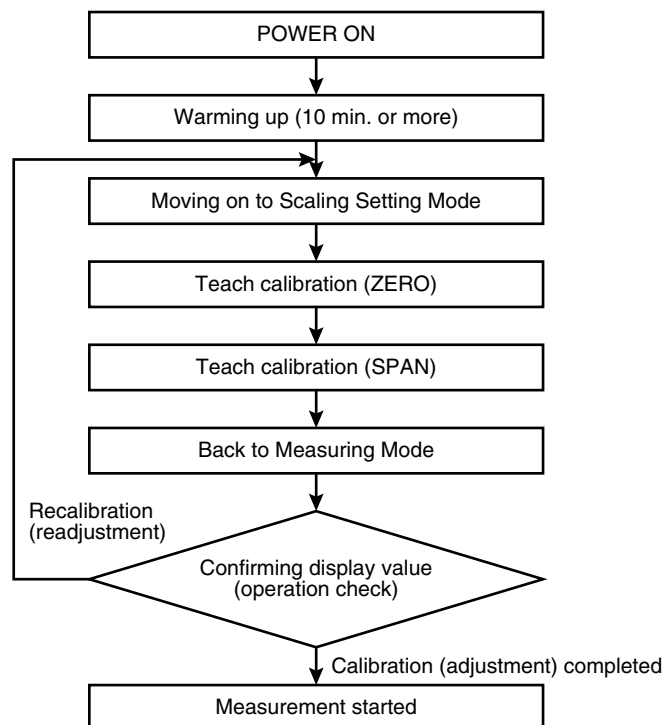 POWER ON
Warming up (10 min. or more)
Moving on to Scaling Setting Mode
Teach calibration (ZERO)
Teach calibration (SPAN)
Back to Measuring Mode
Recalibration
(readjustment)
Confirming display value
(operation check)
Calibration (adjustment) completed
Measurement started